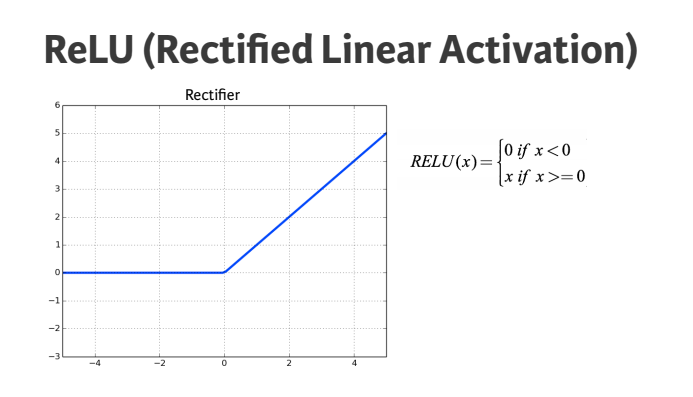 ReLU (Rectified Linear Activation)
Rectifier
6
5
4
3
2
1
0
−1
−2
−3
−4 −2 0 2 4
RELU(x)={0 if x<0
x if x>=0